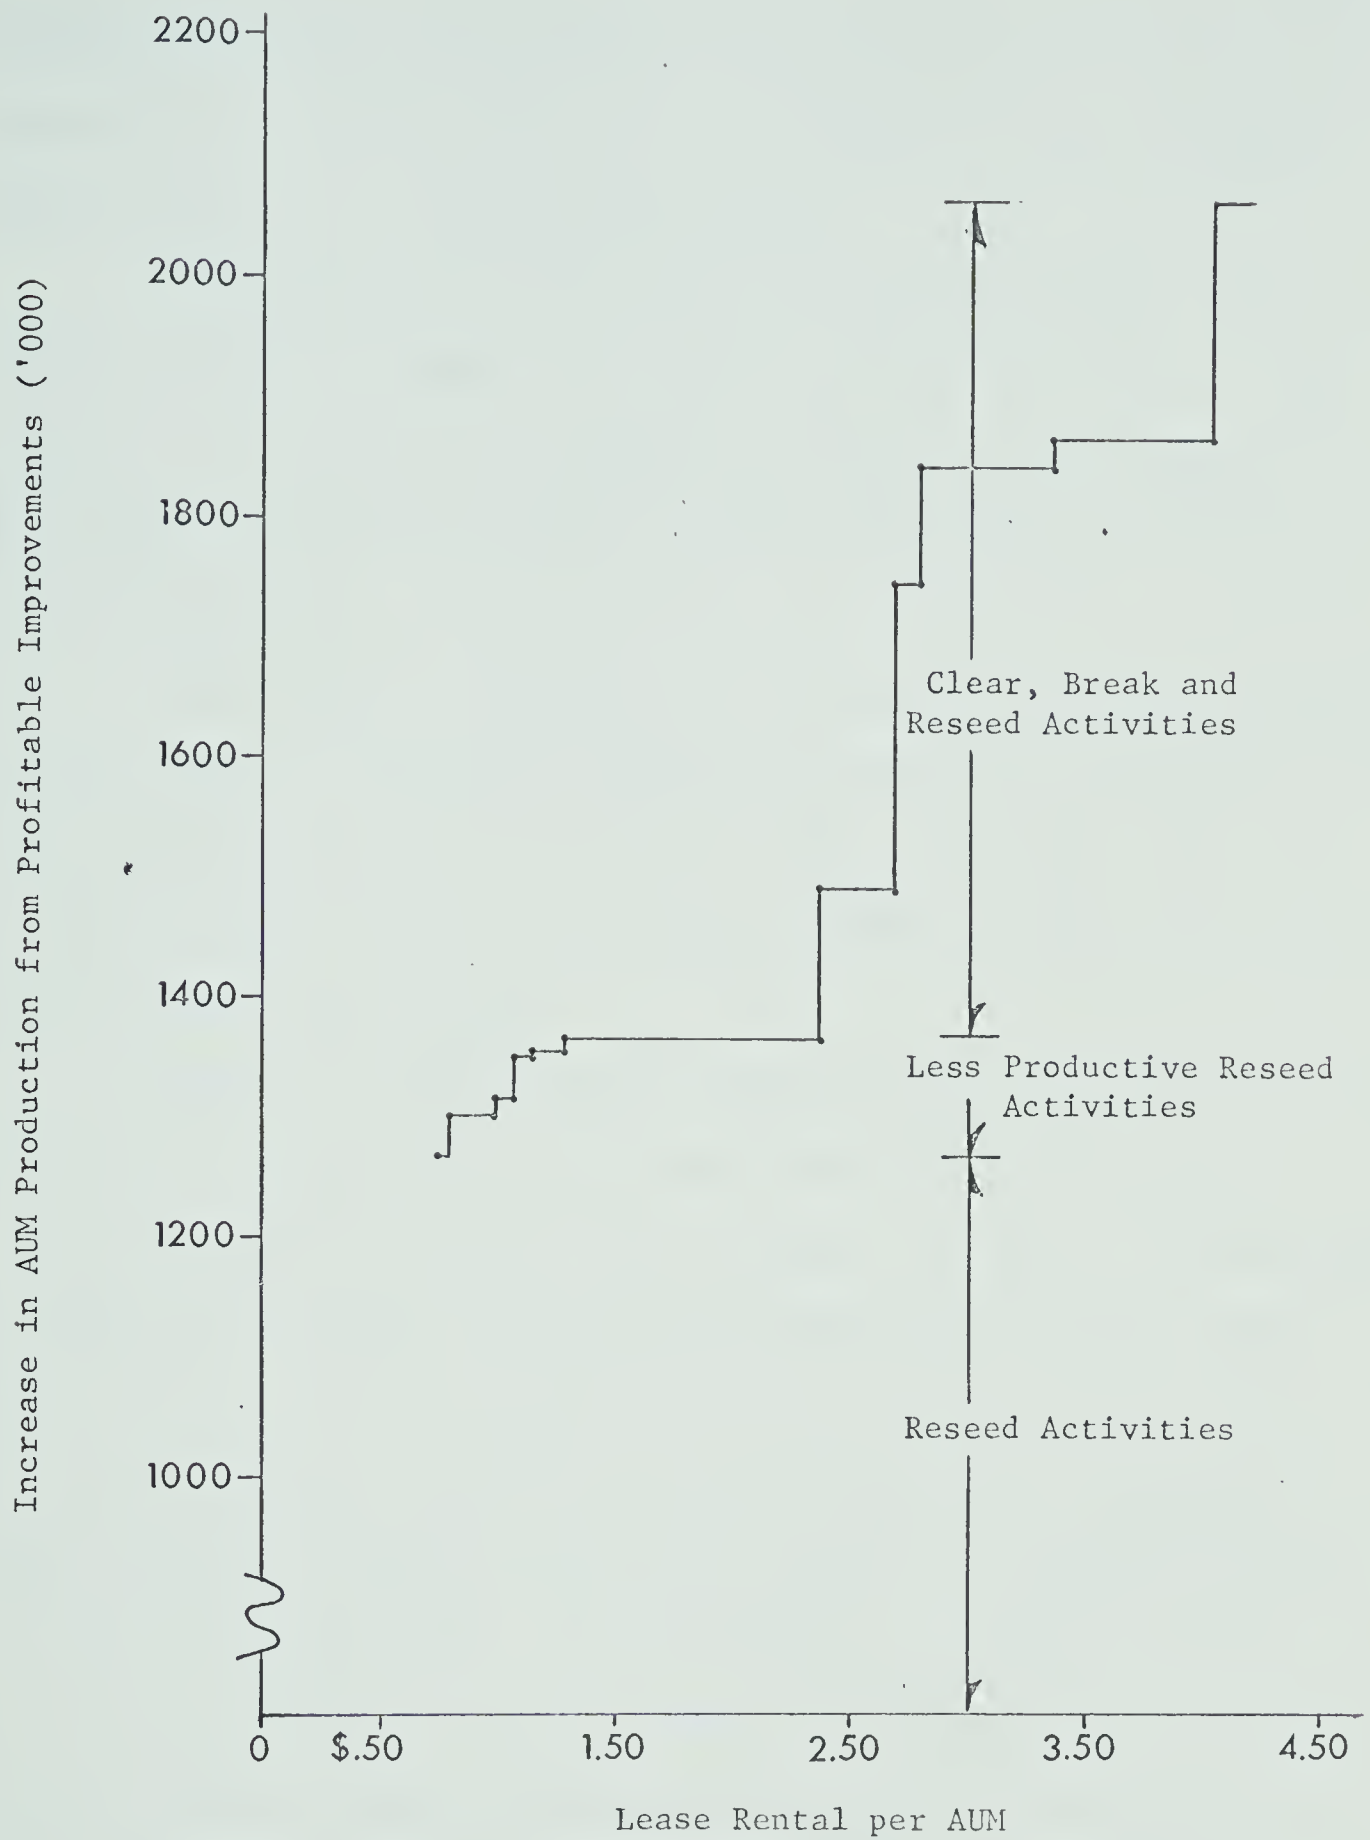 Increase in AUM Production from Profitable Improvements ('000)
2200
2000
1800
1600
1400
1200
1000
Clear, Break and
Reseed Activities
Less Productive Reseed
Activities
Reseed Activities
0 $.50 1.50 2.50 3.50 4.50
Lease Rental per AUM